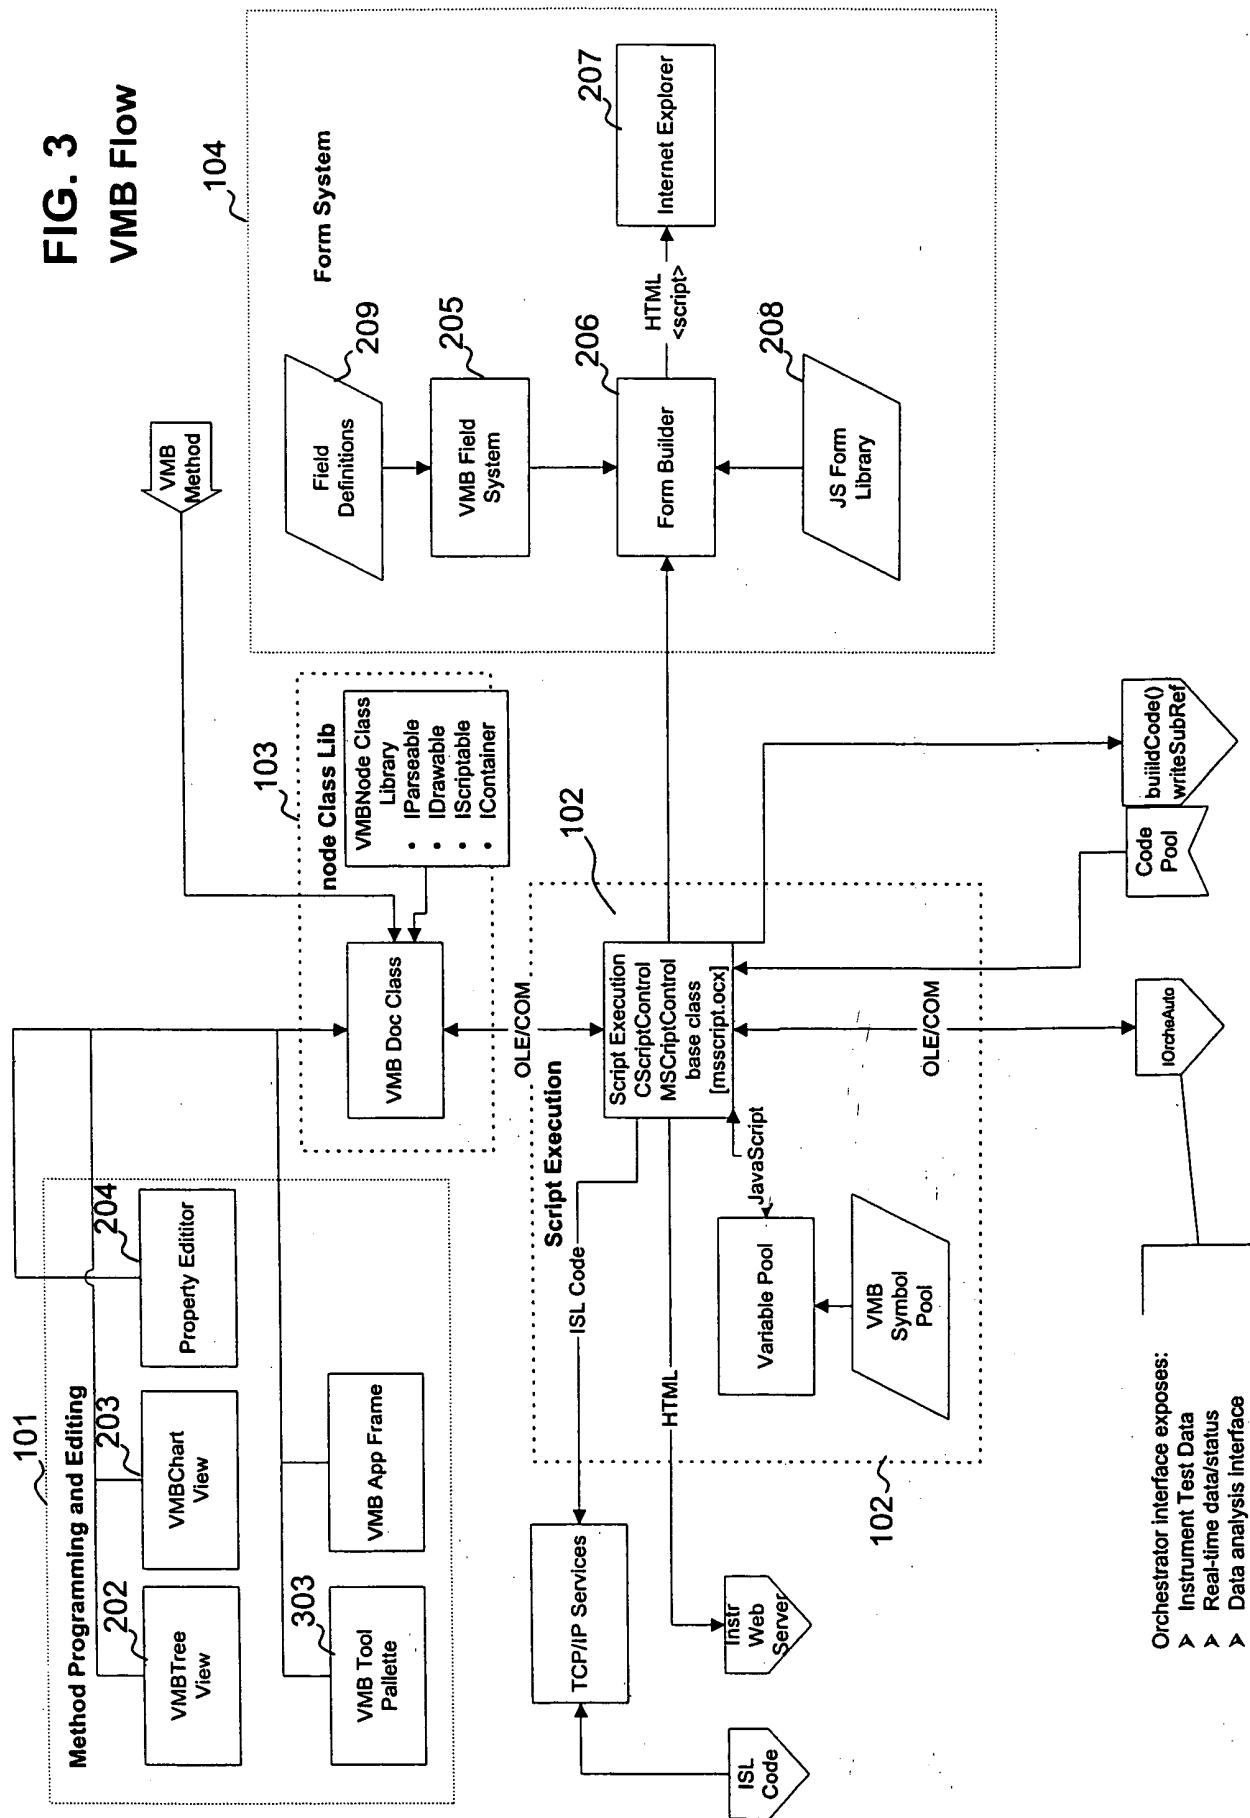 FIG. 3
VMB Flow
101
Method Programming and Editing
202
VMBTree
View
203
VMBChart
View
204
Property Edititor
303
VMB Tool
Pallette
VMB App Frame
VMB
Method
103
node Class Lib
VMB Doc Class
VMBNode Class
Library
• IParseable
• IDrawable
• IScriptable
• IContainer
104
Form System
209
Field
Definitions
205
VMB Field
System
206
Form Builder
HTML
<script>
207
Internet Explorer
208
JS Form
Library
OLE/COM
102
Script Execution
Script Execution
CScriptControl
MSCriptControl
base class
[msscript.ocx]
ISL Code
HTML
JavaScript
Variable Pool
VMB
Symbol
Pool
102
TCP/IP Services
ISL
Code
Instr
Web
Server
OLE/COM
IOrcheAuto
Code
Pool
buiildCode()
writeSubRef
Orchestrator interface exposes:
➢ Instrument Test Data
➢ Real-time data/status
➢ Data analysis interface